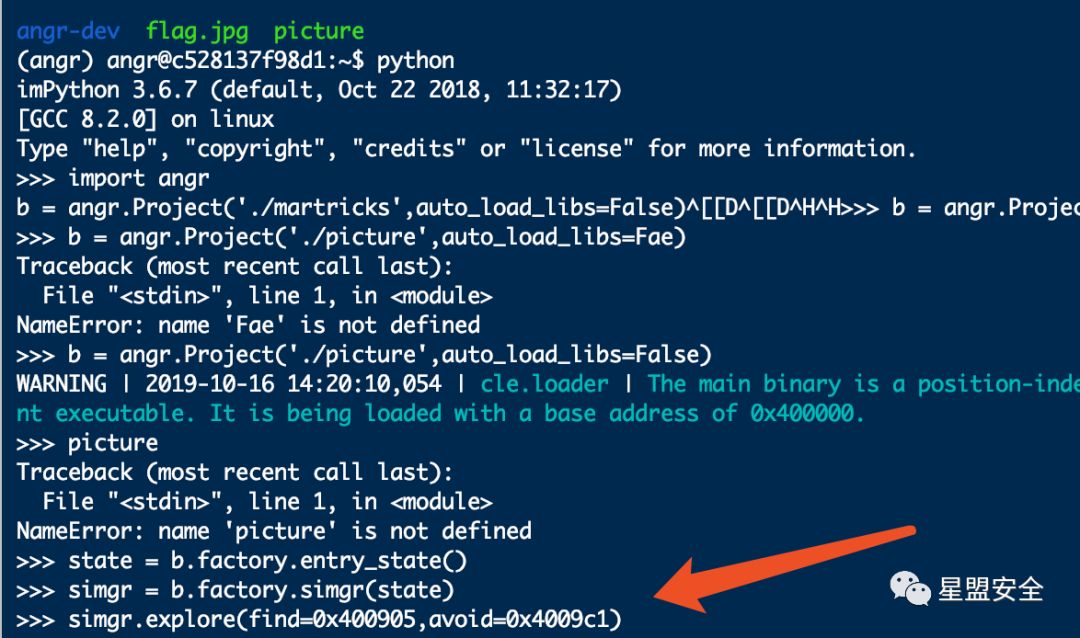 angr-dev  flag.jpg  picture
(angr) angr@c528137f98d1:~$ python
imPython 3.6.7 (default, Oct 22 2018, 11:32:17)
[GCC 8.2.0] on linux
Type "help", "copyright", "credits" or "license" for more information.
>>> import angr
b = angr.Project('./martricks',auto_load_libs=False)^[[D^[[D^H^H>>> b = angr.Projec
>>> b = angr.Project('./picture',auto_load_libs=Fae)
Traceback (most recent call last):
  File "<stdin>", line 1, in <module>
NameError: name 'Fae' is not defined
>>> b = angr.Project('./picture',auto_load_libs=False)
WARNING | 2019-10-16 14:20:10,054 | cle.loader | The main binary is a position-inde
nt executable. It is being loaded with a base address of 0x400000.
>>> picture
Traceback (most recent call last):
  File "<stdin>", line 1, in <module>
NameError: name 'picture' is not defined
>>> state = b.factory.entry_state()
>>> simgr = b.factory.simgr(state)
>>> simgr.explore(find=0x400905,avoid=0x4009c1)
星盟安全